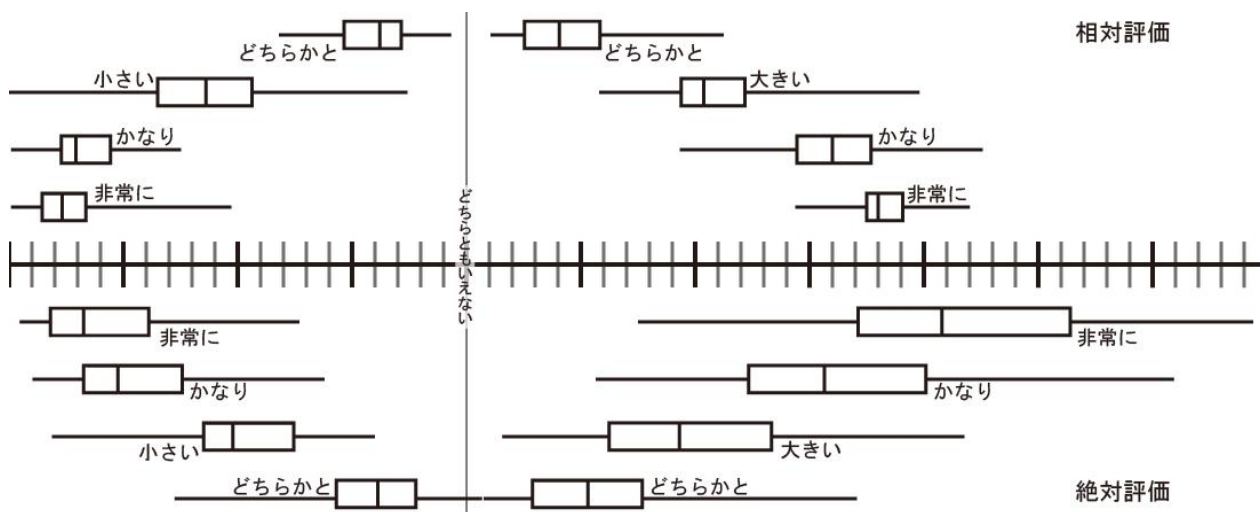 相対評価
どちらかと
どちらかと
小さい
大きい
かなり
かなり
非常に
非常に
どちらともいえない
非常に
非常に
かなり
かなり
小さい
大きい
どちらかと
どちらかと
絶対評価